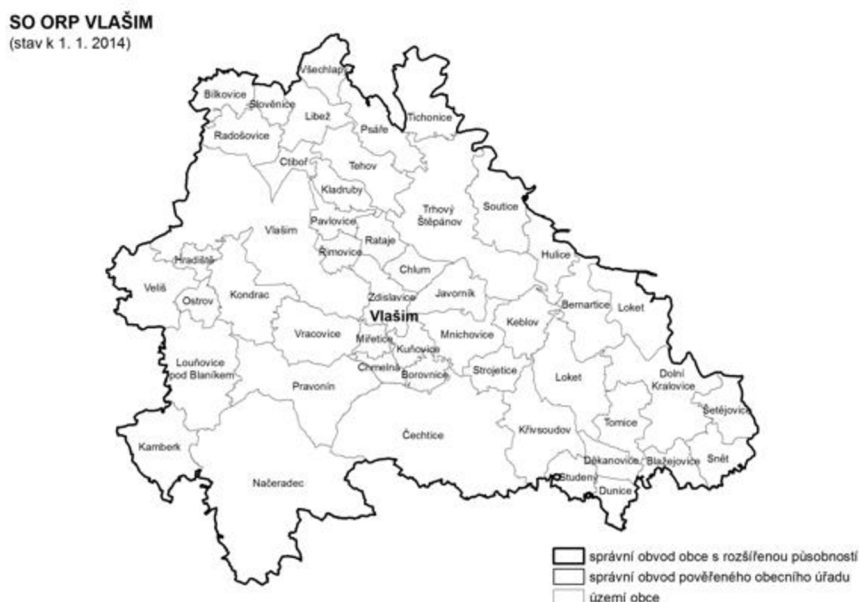 SO ORP VLAŠIM
(stav k 1. 1. 2014)
Všechlapy
Bílkovice
Slověnice
Libež
Psáře
Tichonice
Radošovice
Ctiboř
Tehov
Kladruby
Trhový
Štěpánov
Soutice
Vlašim
Pavlovice
Rataje
Římovice
Hulice
Hradiště
Chlum
Veliš
Ostrov
Kondrac
Zdislavice
Javorník
Bernartice
Loket
Vlašim
Keblov
Vracovice
Miřetice
Mnichovice
Kuňovice
Louňovice
pod Blaníkem
Chmelná
Borovnice
Strojetice
Loket
Dolní
Kralovice
Pravonín
Šetějovice
Tomice
Křivsoudov
Čechtice
Kamberk
Děkanovice
Blažejovice
Snět
Studený
Načeradec
Dunice
správní obvod obce s rozšířenou působností
správní obvod pověřeného obecního úřadu
území obce